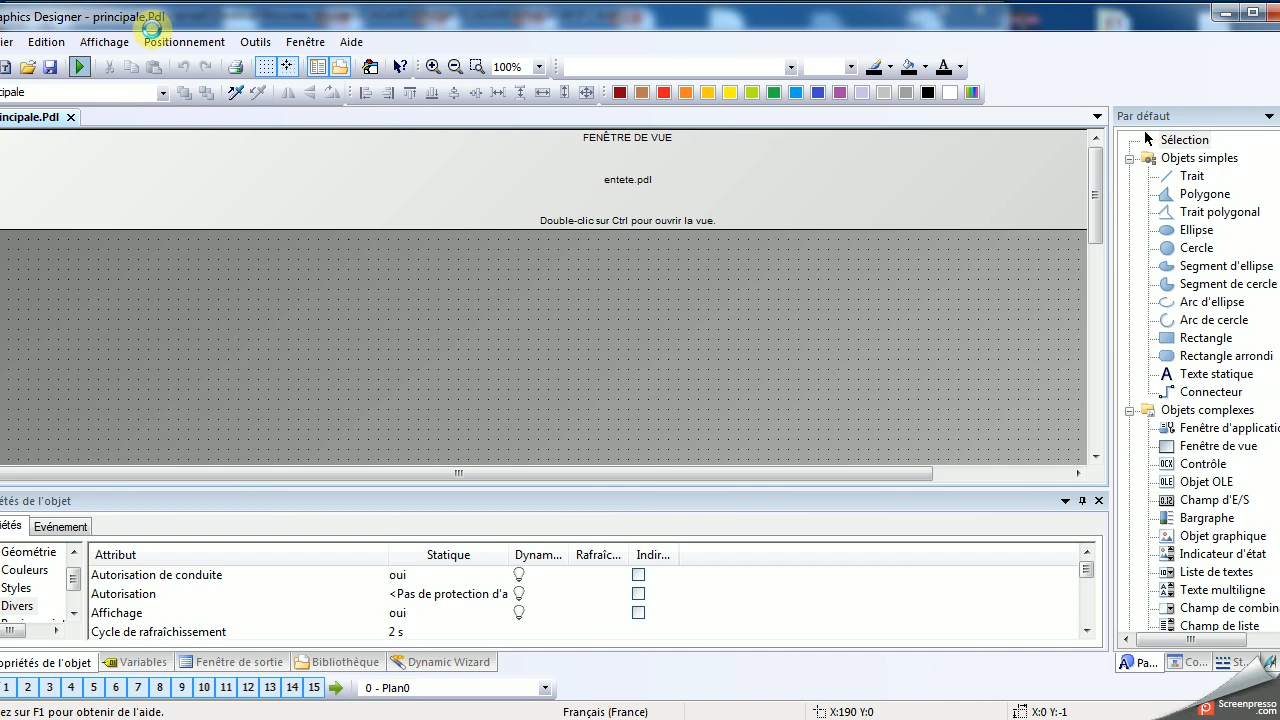 aphics Designer - principale.Pdl
ier Edition Affichage Positionnement Outils Fenêtre Aide
100%
cipale
incipale.Pdl
FENÊTRE DE VUE
entete.pdl
Double-clic sur Ctrl pour ouvrir la vue.
Par défaut
Sélection
Objets simples
Trait
Polygone
Trait polygonal
Ellipse
Cercle
Segment d'ellipse
Segment de cercle
Arc d'ellipse
Arc de cercle
Rectangle
Rectangle arrondi
Texte statique
Connecteur
Objets complexes
Fenêtre d'applicatio
Fenêtre de vue
Contrôle
Objet OLE
Champ d'E/S
Bargraphe
Objet graphique
Indicateur d'état
Liste de textes
Texte multiligne
Champ de combin
Champ de liste
Pa... Co... St...
étés de l'objet
iétés Evénement
Géométrie
Couleurs
Styles
Divers
Attribut Statique Dynam... Rafraîc... Indir...
Autorisation de conduite oui
Autorisation <Pas de protection d'a
Affichage oui
Cycle de rafraîchissement 2 s
opriétés de l'objet Variables Fenêtre de sortie Bibliothèque Dynamic Wizard
1 2 3 4 5 6 7 8 9 10 11 12 13 14 15 0 - Plan0
ez sur F1 pour obtenir de l'aide. Français (France) X:190 Y:0 X:0 Y:-1
Screenpresso
.com